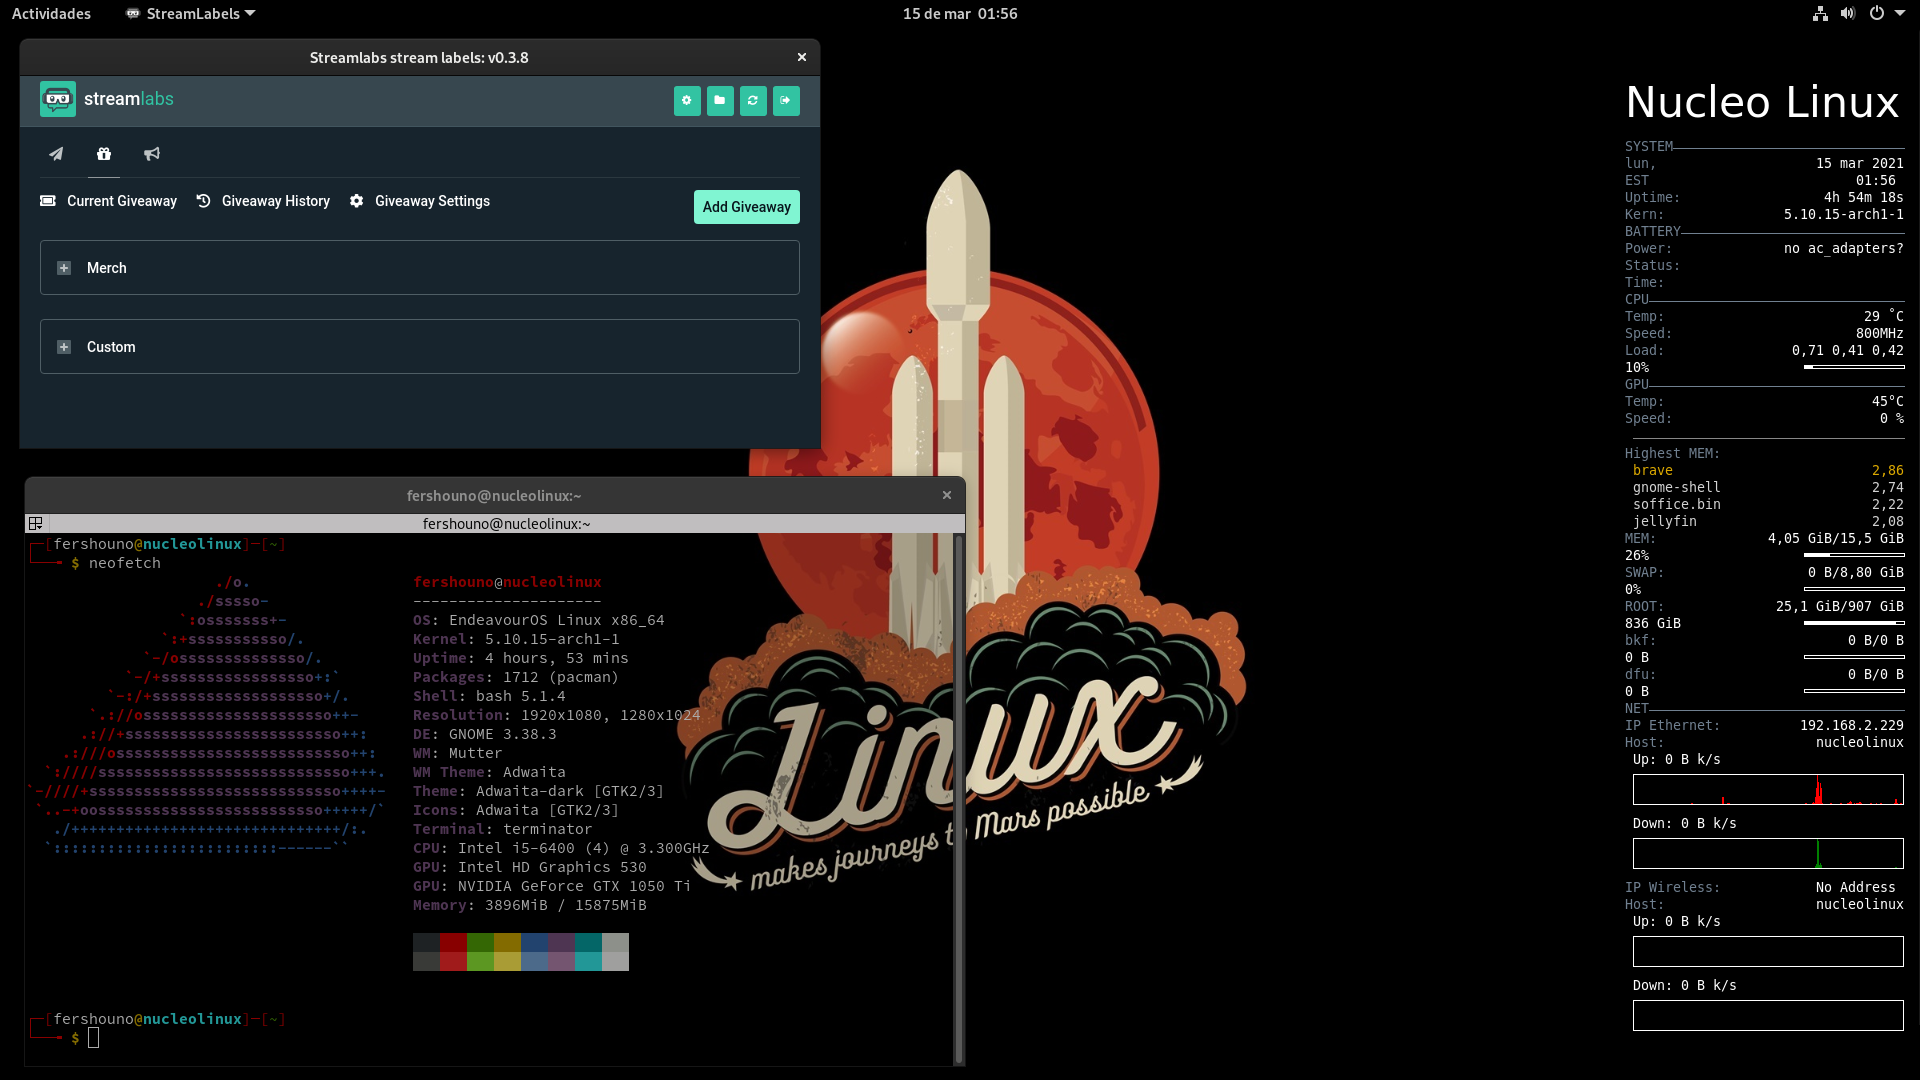 Actividades StreamLabels 15 de mar 01:56
Streamlabs stream labels: v0.3.8
streamlabs
Current Giveaway Giveaway History Giveaway Settings Add Giveaway
Merch
Custom
fershouno@nucleolinux:~
fershouno@nucleolinux:~
[fershouno@nucleolinux]-[~]
$ neofetch
fershouno@nucleolinux
---------------------
OS: EndeavourOS Linux x86_64
Kernel: 5.10.15-arch1-1
Uptime: 4 hours, 53 mins
Packages: 1712 (pacman)
Shell: bash 5.1.4
Resolution: 1920x1080, 1280x1024
DE: GNOME 3.38.3
WM: Mutter
WM Theme: Adwaita
Theme: Adwaita-dark [GTK2/3]
Icons: Adwaita [GTK2/3]
Terminal: terminator
CPU: Intel i5-6400 (4) @ 3.300GHz
GPU: Intel HD Graphics 530
GPU: NVIDIA GeForce GTX 1050 Ti
Memory: 3896MiB / 15875MiB
[fershouno@nucleolinux]-[~]
$
Linux
makes journeys to Mars possible
Nucleo Linux
SYSTEM
lun, 15 mar 2021
EST 01:56
Uptime: 4h 54m 18s
Kern: 5.10.15-arch1-1
BATTERY
Power: no ac_adapters?
Status:
Time:
CPU
Temp: 29 °C
Speed: 800MHz
Load: 0,71 0,41 0,42
10%
GPU
Temp: 45°C
Speed: 0 %
Highest MEM:
brave 2,86
gnome-shell 2,74
soffice.bin 2,22
jellyfin 2,08
MEM: 4,05 GiB/15,5 GiB
26%
SWAP: 0 B/8,80 GiB
0%
ROOT: 25,1 GiB/907 GiB
836 GiB
bkf: 0 B/0 B
0 B
dfu: 0 B/0 B
0 B
NET
IP Ethernet: 192.168.2.229
Host: nucleolinux
Up: 0 B k/s
Down: 0 B k/s
IP Wireless: No Address
Host: nucleolinux
Up: 0 B k/s
Down: 0 B k/s